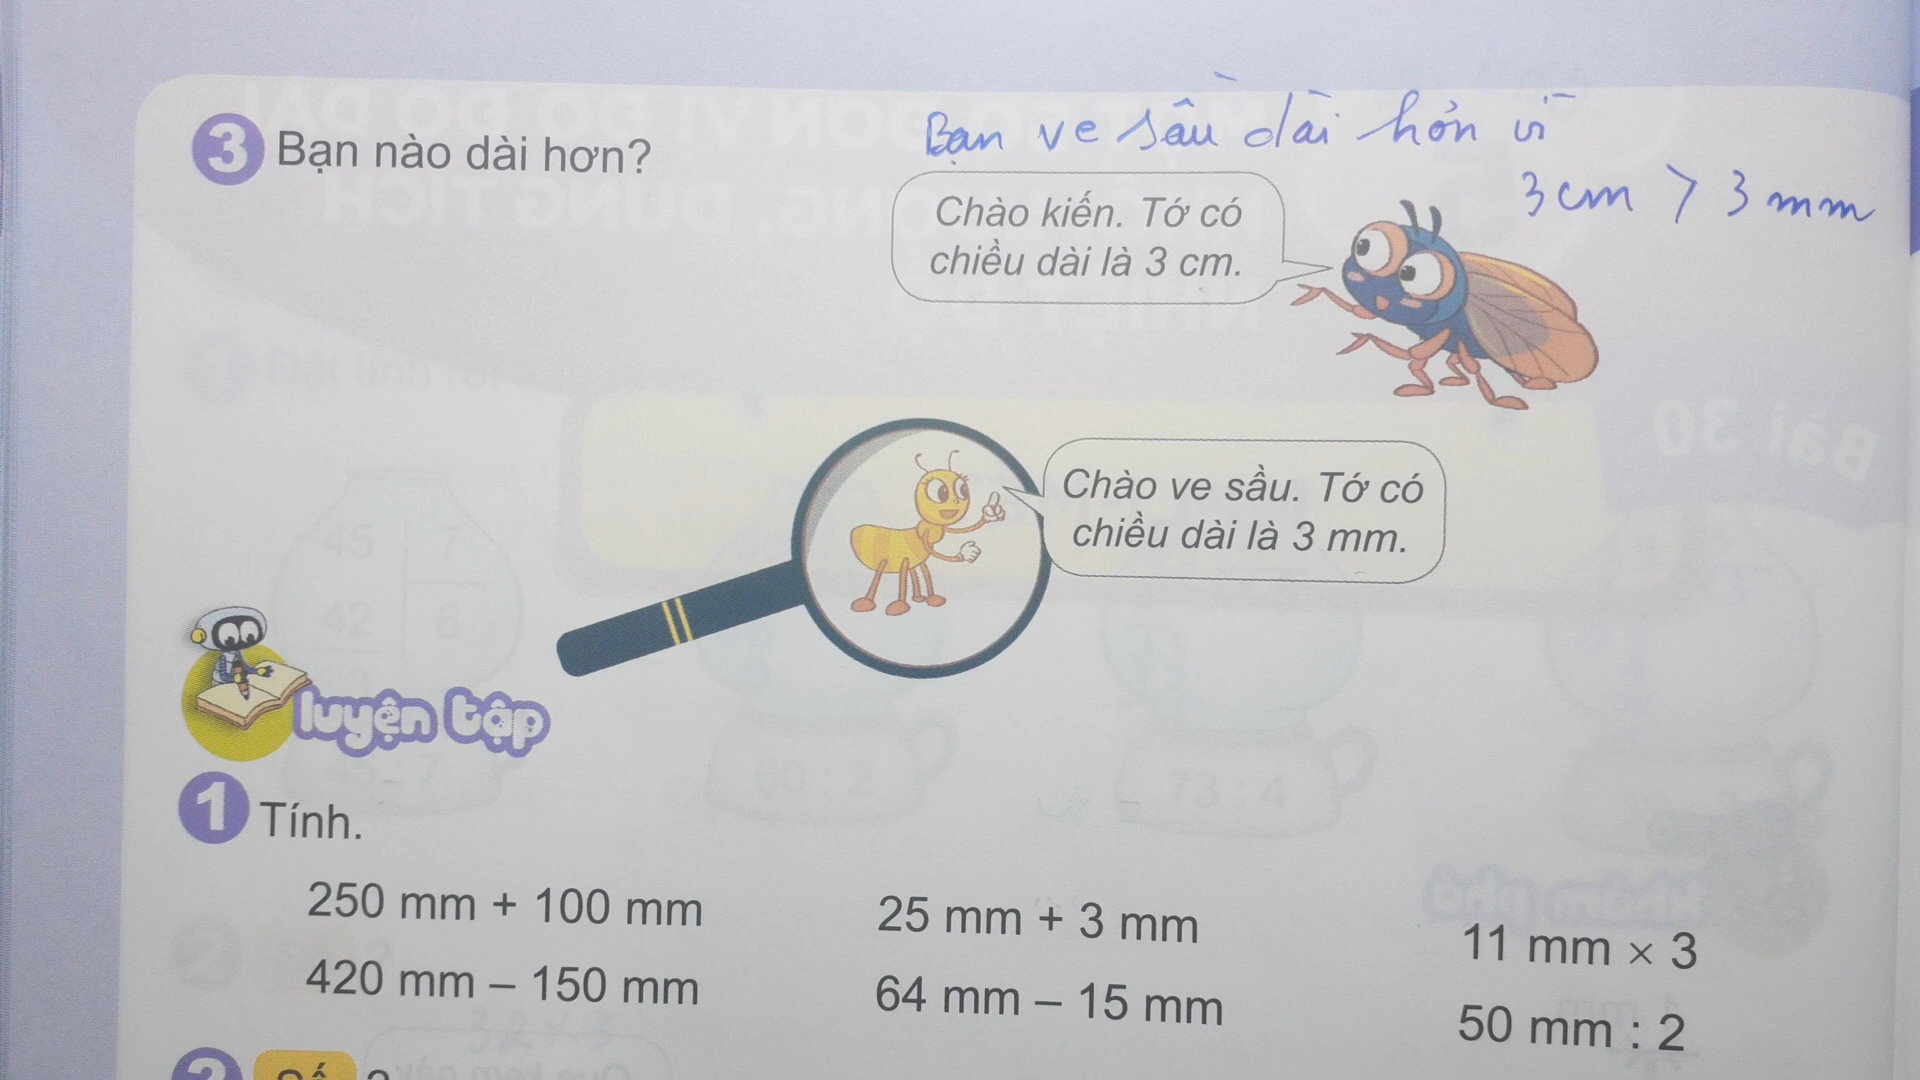 3 Bạn nào dài hơn?
Bạn ve sầu dài hơn vì
3 cm > 3 mm
Chào kiến. Tớ có
chiều dài là 3 cm.
Chào ve sầu. Tớ có
chiều dài là 3 mm.
luyện tập
1 Tính.
250 mm + 100 mm 25 mm + 3 mm 11 mm × 3
420 mm – 150 mm 64 mm – 15 mm 50 mm : 2
2 Số ?